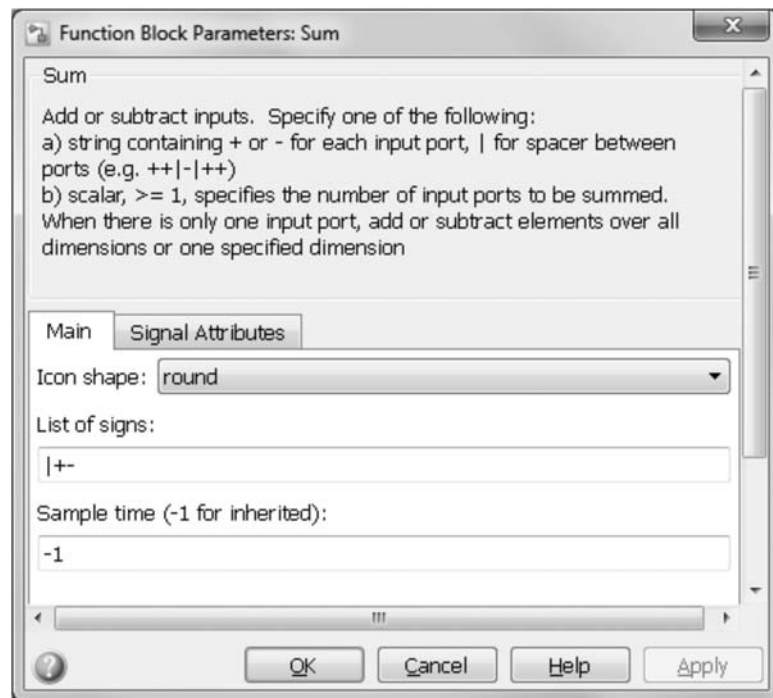 Function Block Parameters: Sum
Sum
Add or subtract inputs. Specify one of the following:
a) string containing + or - for each input port, | for spacer between
ports (e.g. ++|-|++)
b) scalar, >= 1, specifies the number of input ports to be summed.
When there is only one input port, add or subtract elements over all
dimensions or one specified dimension
Main
Signal Attributes
Icon shape: round
List of signs:
|+-
Sample time (-1 for inherited):
-1
OK
Cancel
Help
Apply